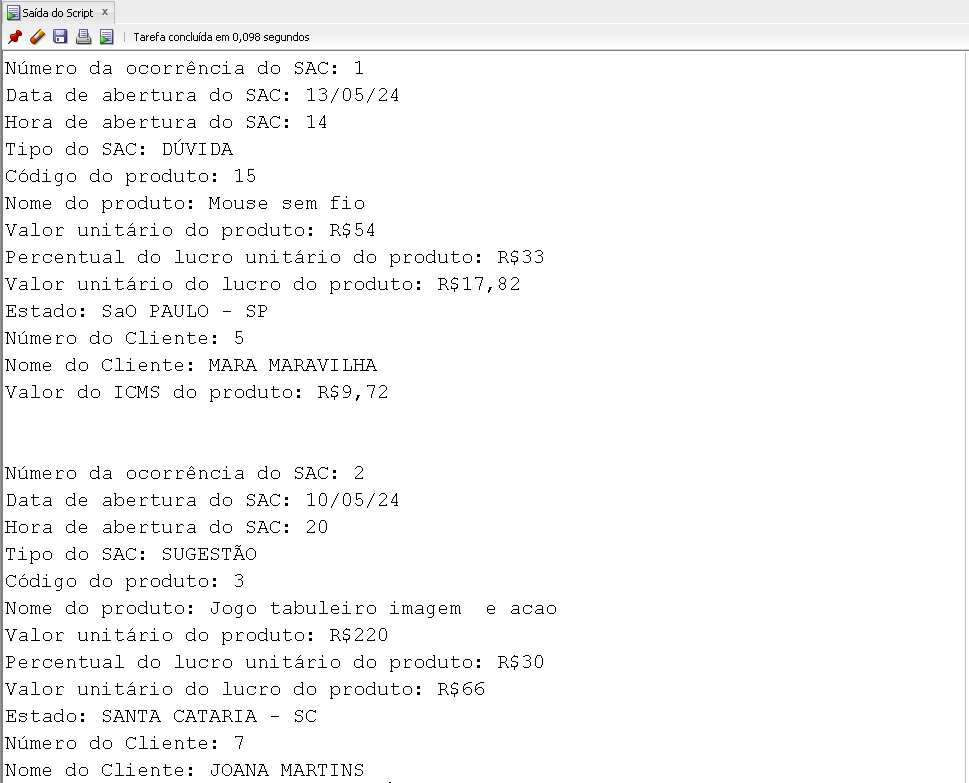 Saída do Script x
Tarefa concluída em 0,098 segundos
Número da ocorrência do SAC: 1
Data de abertura do SAC: 13/05/24
Hora de abertura do SAC: 14
Tipo do SAC: DÚVIDA
Código do produto: 15
Nome do produto: Mouse sem fio
Valor unitário do produto: R$54
Percentual do lucro unitário do produto: R$33
Valor unitário do lucro do produto: R$17,82
Estado: SaO PAULO - SP
Número do Cliente: 5
Nome do Cliente: MARA MARAVILHA
Valor do ICMS do produto: R$9,72
Número da ocorrência do SAC: 2
Data de abertura do SAC: 10/05/24
Hora de abertura do SAC: 20
Tipo do SAC: SUGESTÃO
Código do produto: 3
Nome do produto: Jogo tabuleiro imagem  e acao
Valor unitário do produto: R$220
Percentual do lucro unitário do produto: R$30
Valor unitário do lucro do produto: R$66
Estado: SANTA CATARIA - SC
Número do Cliente: 7
Nome do Cliente: JOANA MARTINS